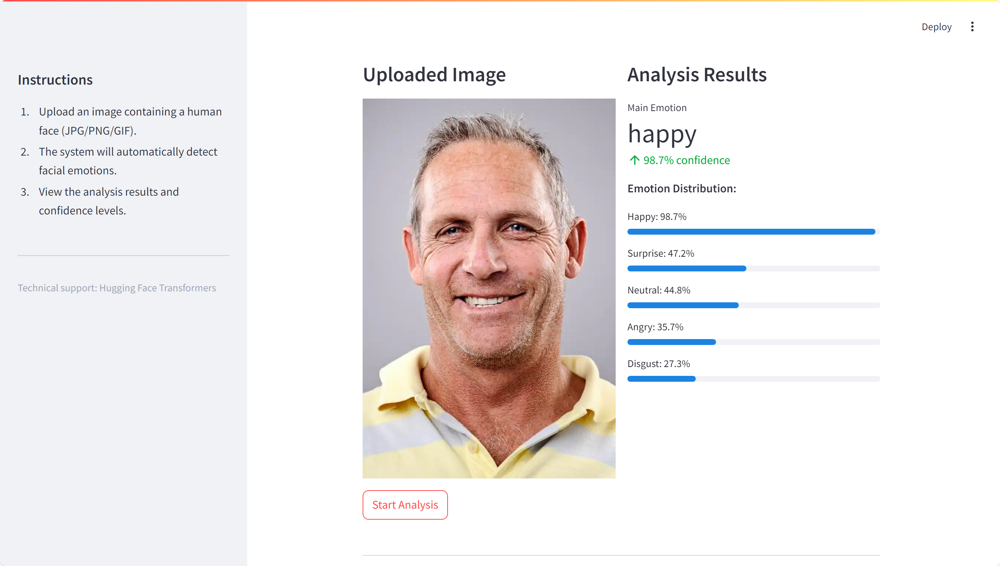 Deploy
Instructions
1. Upload an image containing a human
face (JPG/PNG/GIF).
2. The system will automatically detect
facial emotions.
3. View the analysis results and
confidence levels.
Technical support: Hugging Face Transformers
Uploaded Image
Start Analysis
Analysis Results
Main Emotion
happy
↑ 98.7% confidence
Emotion Distribution:
Happy: 98.7%
Surprise: 47.2%
Neutral: 44.8%
Angry: 35.7%
Disgust: 27.3%